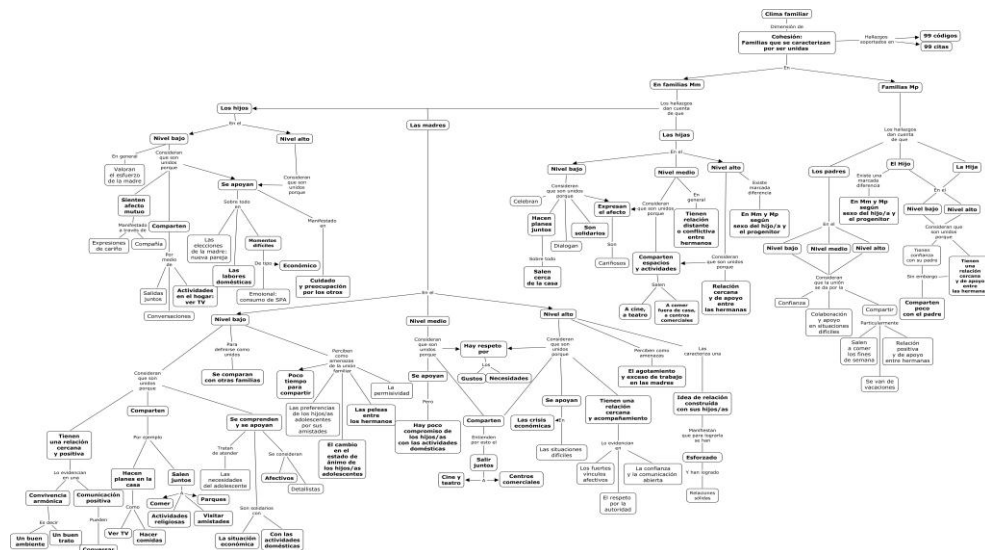 Clima familiar
Dimensión de
Cohesión:
Familias que se caracterizan
por ser unidas
Hallazgos
soportados en
99 códigos
99 citas
En
En familias Mm
Familias Mp
Los hallazgos
dan cuenta
de que
Los hijos
Las madres
Las hijas
En el
Nivel bajo
Nivel alto
En general
Valoran
el esfuerzo
de la madre
Consideran
que son
unidos
porque
Sienten
afecto
mutuo
Manifestado
a través de
Expresiones
de cariño
Compañía
Comparten
Por
medio
de
Salidas
juntos
Actividades
en el hogar:
ver TV
Conversaciones
Se apoyan
Sobre todo
en
Las
elecciones
de la madre:
nueva pareja
Las
labores
domésticas
Momentos
difíciles
De tipo
Económico
Emocional:
consumo de SPA
Consideran
que son
unidos
porque
Manifestado
en
Cuidado
y preocupación
por los otros
En el
Nivel bajo
Nivel medio
Nivel alto
Consideran
que son unidos
porque
Celebran
Hacen
planes
juntos
Dialogan
Son
solidarios
Expresan
el afecto
Son
Cariñosos
Sobre todo
Salen
cerca
de la casa
Consideran
que son unidos
porque
En
general
Tienen
relación
distante
o conflictiva
entre
hermanos
Comparten
espacios
y actividades
Salen
A cine,
a teatro
A comer
fuera de casa,
a centros
comerciales
Existe
marcada
diferencia
En Mm y Mp
según
sexo del hijo/a y
el progenitor
Consideran
que son unidos
porque
Relación
cercana
y de apoyo
entre
las hermanas
Los hallazgos
dan cuenta
de que
Los padres
El Hijo
La Hija
Existe una
marcada
diferencia
En Mm y Mp
según
sexo del hijo/a y
el progenitor
En el
Nivel bajo
Nivel medio
Nivel alto
Consideran
que la unión
se da por la
Confianza
Colaboración
y apoyo
en situaciones
difíciles
Compartir
Particularmente
Salen
a comer
los fines
de semana
Relación
positiva
y de apoyo
entre hermanas
Se van de
vacaciones
En el
Nivel bajo
Nivel alto
Tienen
confianza
con su padre
Sin embargo
Comparten
poco
con el padre
Consideran que
son unidos
porque
Tienen
una
relación
cercana
y de apoyo
entre
las hermanas
En el
Nivel bajo
Nivel medio
Nivel alto
Para
definirse como
unidos
Se comparan
con otras familias
Consideran
que son
unidos
porque
Tienen
una relación
cercana
y positiva
Lo evidencian
en una
Convivencia
armónica
Es decir
Un buen
ambiente
Un buen
trato
Comunicación
positiva
Pueden
Conversar
Comparten
Por ejemplo
Hacen
planes en la
casa
Como
Ver TV
Hacer
comidas
Salen
juntos
A
Comer
Parques
Actividades
religiosas
Visitar
amistades
Se comprenden
y se apoyan
Tratan
de atender
Las
necesidades
del adolescente
Se consideran
Afectivos
Detallistas
Son solidarios
con
La situación
económica
Con las
actividades
domésticas
Perciben
como
amenazas
de la unión
familiar
Poco
tiempo
para
compartir
Las preferencias
de los hijos/as
adolescentes
por sus
amistades
El cambio
en el
estado de
ánimo de
los hijos/as
adolescentes
Las peleas
entre
los hermanos
La
permisividad
Consideran
que son unidos
porque
Se apoyan
Pero
Hay poco
compromiso de
los hijos/as
con las actividades
domésticas
Hay respeto
por
Los
Gustos
Necesidades
Comparten
Entienden
por esto el
Salir
juntos
A
Cine y
teatro
Centros
comerciales
Consideran
que son unidos
porque
Se apoyan
En
Las crisis
económicas
Las situaciones
difíciles
Tienen una
relación
cercana
y acompañamiento
Lo evidencian
en
Los fuertes
vínculos
afectivos
El respeto
por la
autoridad
La confianza
y la comunicación
abierta
Perciben como
amenazas
El agotamiento
y exceso de trabajo
en las madres
Las
caracteriza una
Idea de relación
construida
con sus hijos/as
Manifiestan
que para lograrla
se han
Esforzado
Y han logrado
Relaciones
sólidas